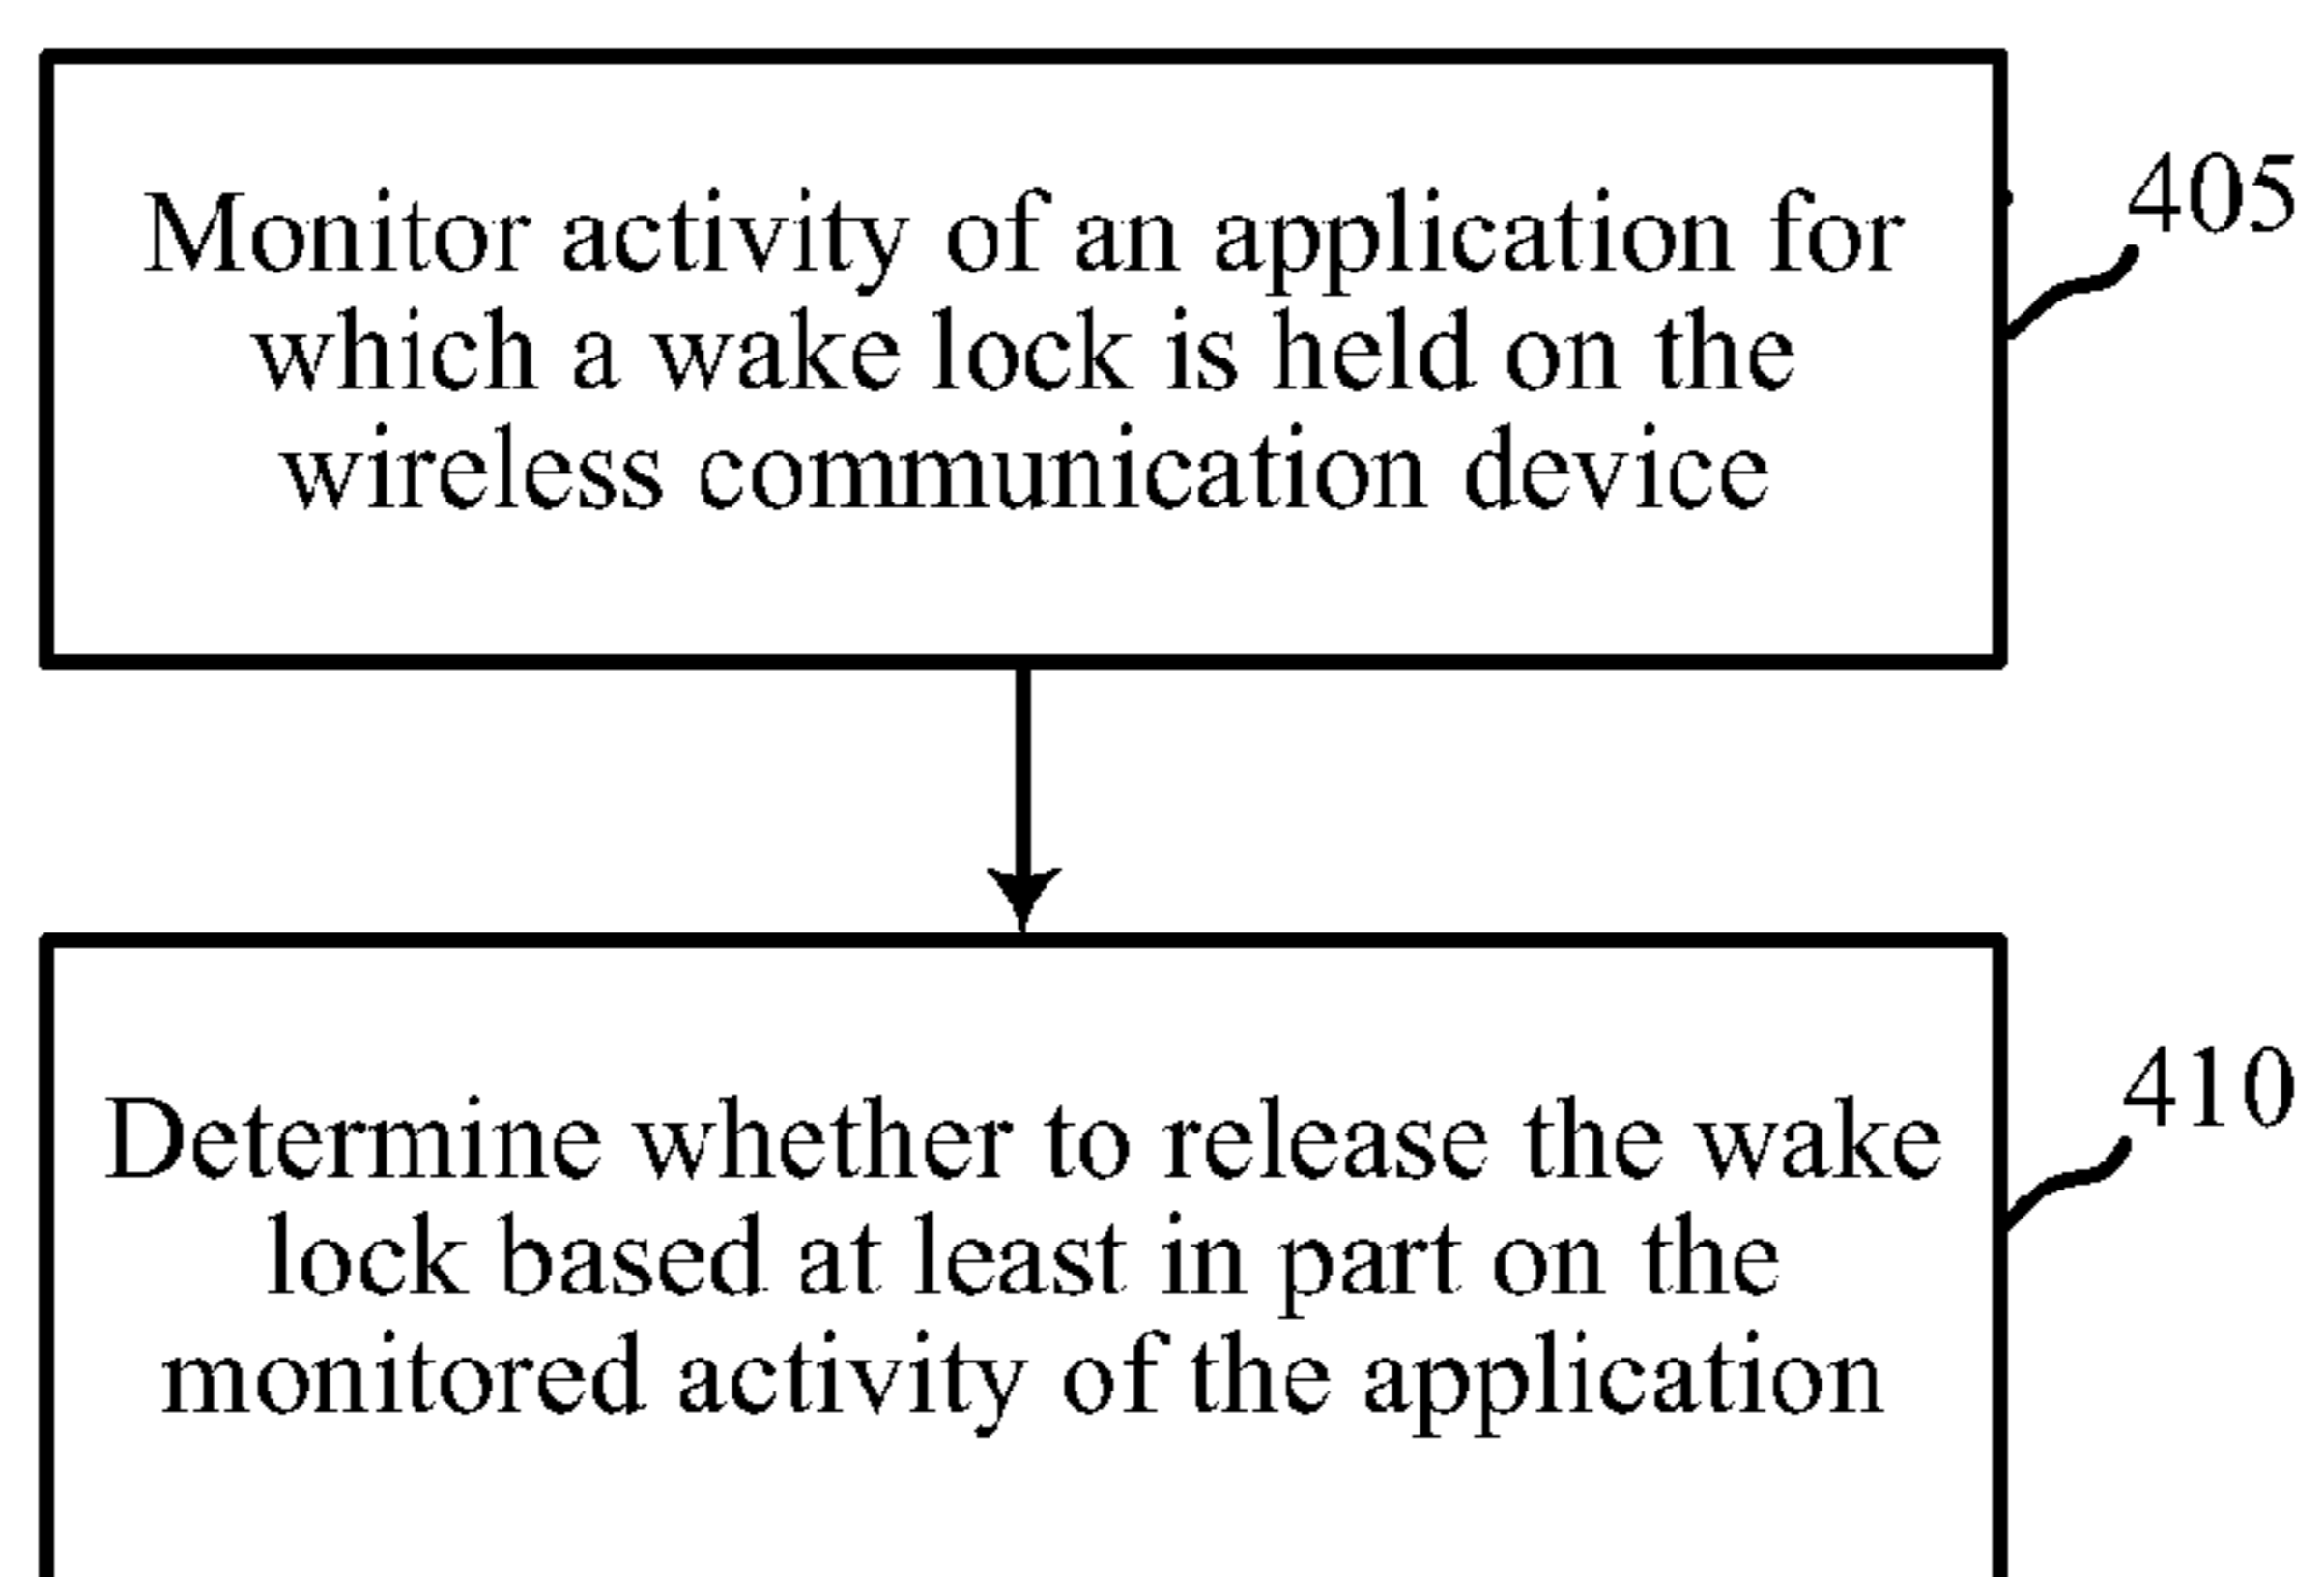 Monitor activity of an application for
which a wake lock is held on the
wireless communication device
405
Determine whether to release the wake
lock based at least in part on the
monitored activity of the application
410